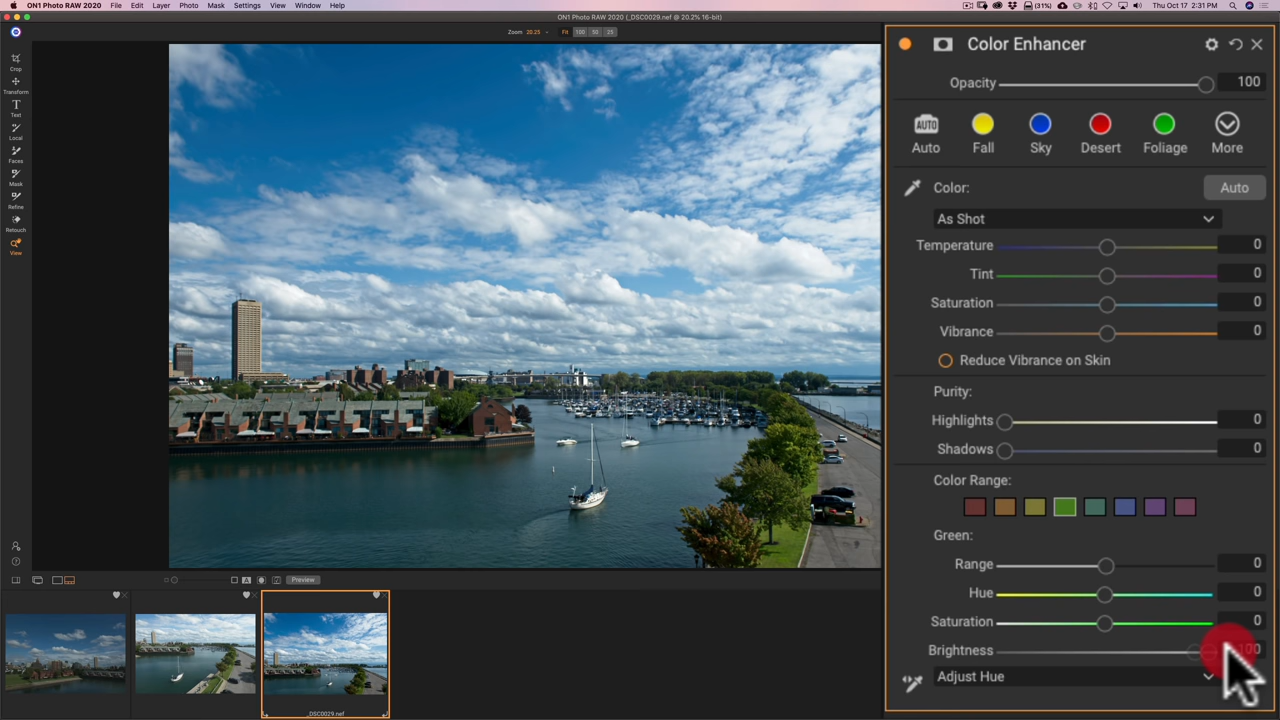 ON1 Photo RAW 2020 File Edit Layer Photo Mask Settings View Window Help (31%) Thu Oct 17 2:31 PM
ON1 Photo RAW 2020 (_DSC0029.nef @ 20.2% 16-bit)
Zoom 20.25 Fit 100 50 25
Crop
Transform
Text
Local
Faces
Mask
Refine
Retouch
View
Color Enhancer
Opacity 100
AUTO
Auto Fall Sky Desert Foliage More
Color: Auto
As Shot
Temperature 0
Tint 0
Saturation 0
Vibrance 0
Reduce Vibrance on Skin
Purity:
Highlights 0
Shadows 0
Color Range:
Green:
Range 0
Hue 0
Saturation 0
Brightness
Adjust Hue
A Preview
_DSC0029.nef